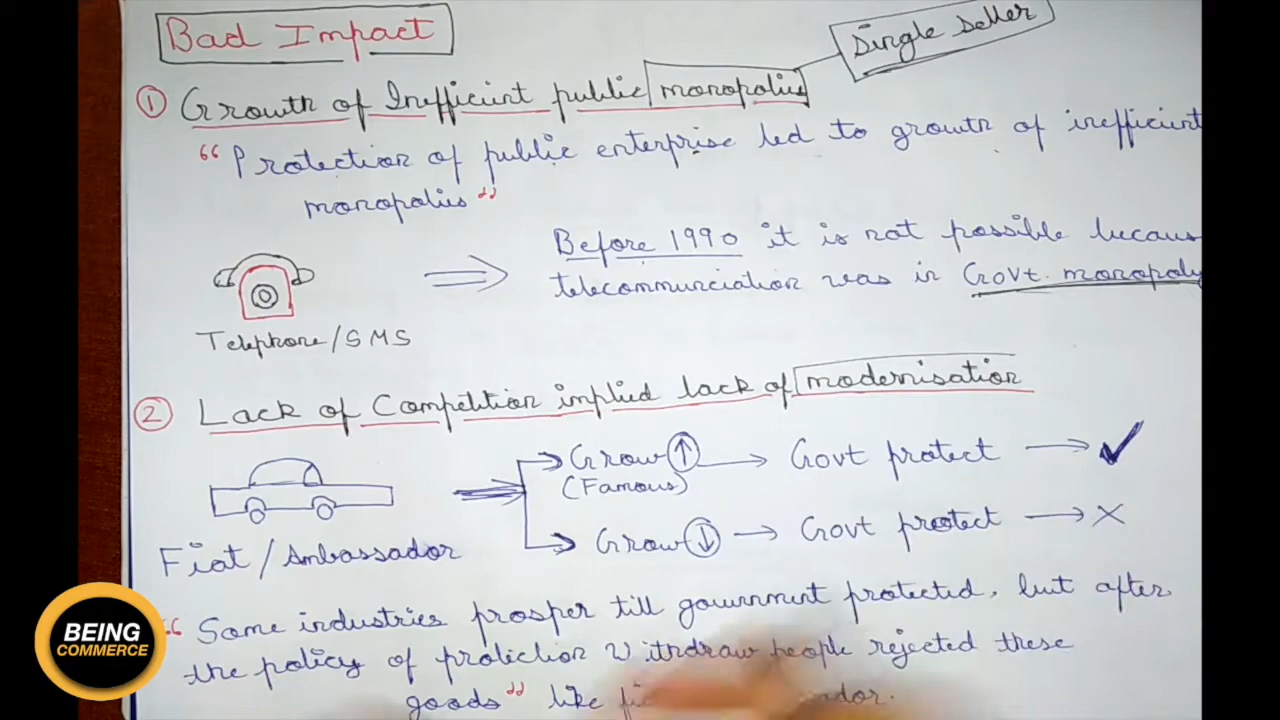 Bad Impact
Single Seller
① Growth of Inefficient public monopolies
“Protection of public enterprise led to growth of inefficient
monopolies”
Before 1990 it is not possible becaus
telecommunciation was in Govt. monopoly
Telephone/SMS
② Lack of Competition implied lack of modernisation
Grow ↑ → Govt protect → ✓
(Famous)
Grow ↓ → Govt protect → ×
Fiat / Ambassador
“Some industries prosper till government protected, but after
the policy of protection withdraw people rejected these
goods” like
BEING
COMMERCE